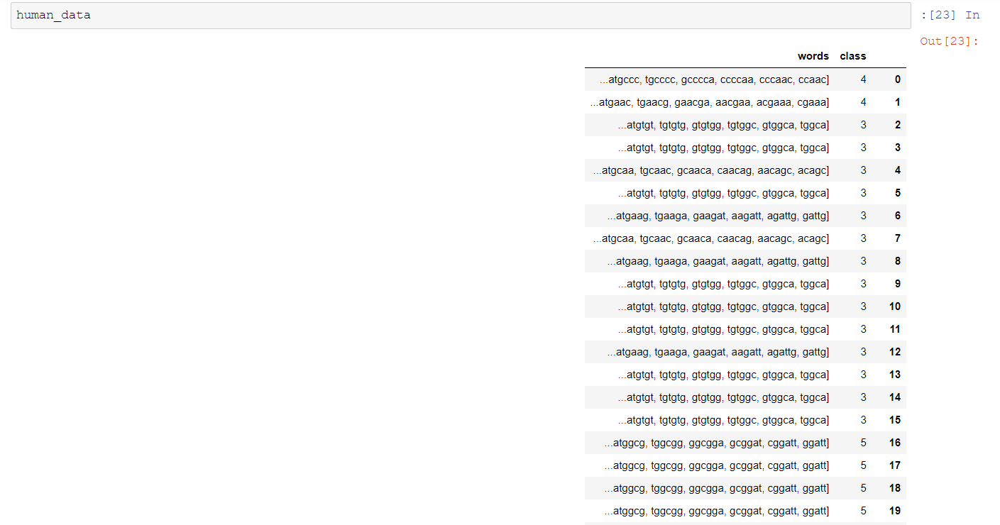 human_data :[23] In
Out[23]:
words class
...atgccc, tgcccc, gcccca, ccccaa, cccaac, ccaac] 4 0
...atgaac, tgaacg, gaacga, aacgaa, acgaaa, cgaaa] 4 1
...atgtgt, tgtgtg, gtgtgg, tgtggc, gtggca, tggca] 3 2
...atgtgt, tgtgtg, gtgtgg, tgtggc, gtggca, tggca] 3 3
...atgcaa, tgcaac, gcaaca, caacag, aacagc, acagc] 3 4
...atgtgt, tgtgtg, gtgtgg, tgtggc, gtggca, tggca] 3 5
...atgaag, tgaaga, gaagat, aagatt, agattg, gattg] 3 6
...atgcaa, tgcaac, gcaaca, caacag, aacagc, acagc] 3 7
...atgaag, tgaaga, gaagat, aagatt, agattg, gattg] 3 8
...atgtgt, tgtgtg, gtgtgg, tgtggc, gtggca, tggca] 3 9
...atgtgt, tgtgtg, gtgtgg, tgtggc, gtggca, tggca] 3 10
...atgtgt, tgtgtg, gtgtgg, tgtggc, gtggca, tggca] 3 11
...atgaag, tgaaga, gaagat, aagatt, agattg, gattg] 3 12
...atgtgt, tgtgtg, gtgtgg, tgtggc, gtggca, tggca] 3 13
...atgtgt, tgtgtg, gtgtgg, tgtggc, gtggca, tggca] 3 14
...atgtgt, tgtgtg, gtgtgg, tgtggc, gtggca, tggca] 3 15
...atggcg, tggcgg, ggcgga, gcggat, cggatt, ggatt] 5 16
...atggcg, tggcgg, ggcgga, gcggat, cggatt, ggatt] 5 17
...atggcg, tggcgg, ggcgga, gcggat, cggatt, ggatt] 5 18
...atggcg, tggcgg, ggcgga, gcggat, cggatt, ggatt] 5 19